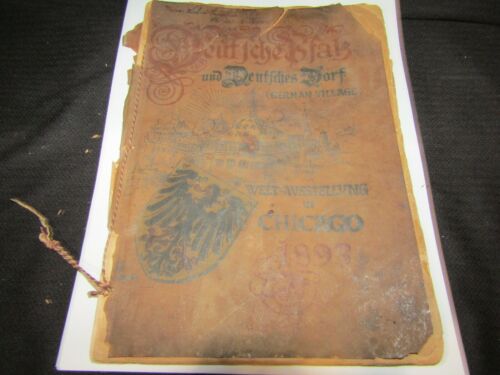 Deutsche Pfalz
und Deutsches Dorf
(GERMAN VILLAGE)
WELT-AUSSTELLUNG
IN
CHICAGO
1893